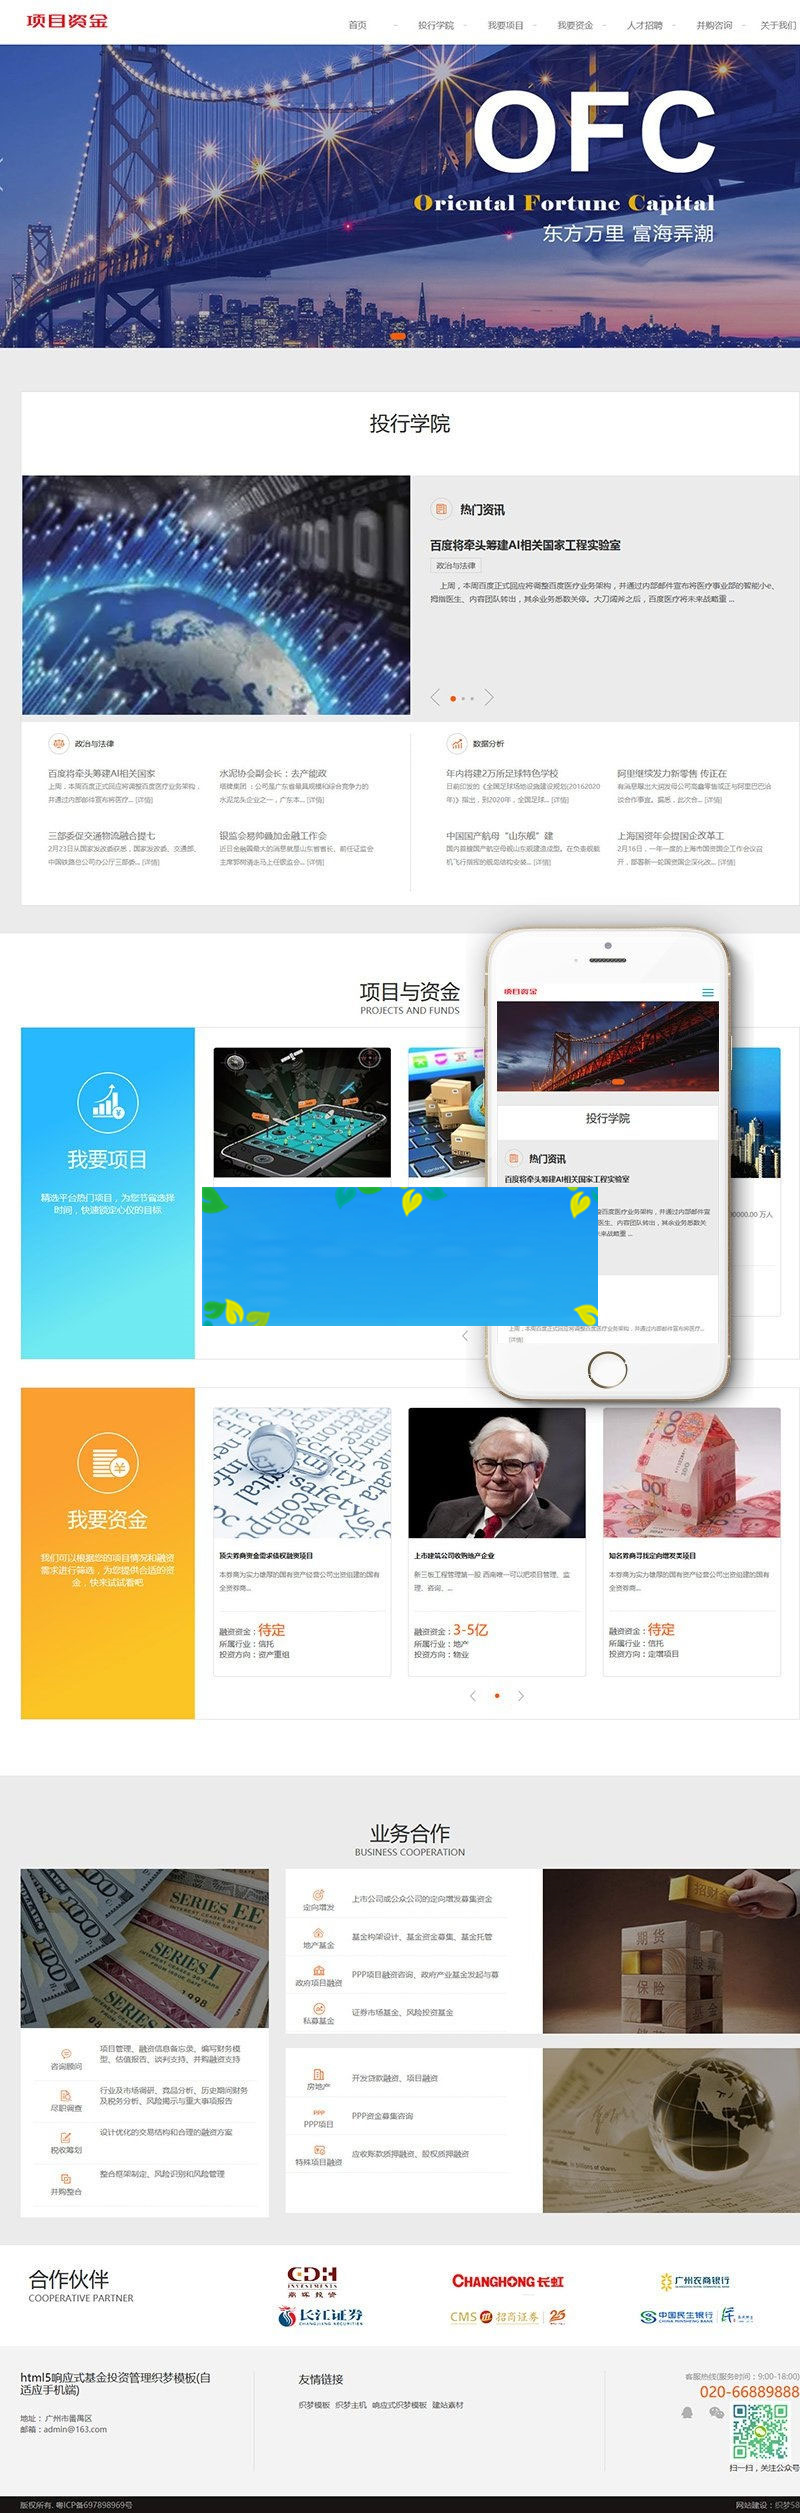 项目资金
首页 - 投行学院 - 我要项目 - 我要资金 - 人才招聘 - 并购咨询 - 关于我们
OFC
Oriental Fortune Capital
东方万里 富海弄潮
投行学院
热门资讯
百度将牵头筹建AI相关国家工程实验室
政治与法律
上周，本周百度正式回应将调整百度医疗业务架构，并通过内部邮件宣布将医疗事业部的智能小e、
拇指医生、内容团队转出，其余业务悉数关停。大刀阔斧之后，百度医疗将未来战略重 ...
政治与法律
百度将牵头筹建AI相关国家
上周，本周百度正式回应将调整百度医疗业务架构，
并通过内部邮件宣布将医疗... [详情]
水泥协会副会长：去产能政
塔牌集团 : 公司是广东省最具规模和综合竞争力的
水泥龙头企业之一，广东本... [详情]
三部委促交通物流融合提七
2月23日从国家发改委获悉，国家发改委、交通部、
中国铁路总公司办公厅三部委... [详情]
银监会易帅叠加金融工作会
近日金融圈最大的消息就是山东省省长、前任证监会
主席郭树清走马上任银监会... [详情]
数据分析
年内将建2万所足球特色学校
日前印发的《全国足球场地设施建设规划(20162020
年)》指出，到2020年，全国足球... [详情]
阿里继续发力新零售 传正在
有消息曝出大润发母公司高鑫零售或正与阿里巴巴洽
谈合作事宜。据悉，此次合... [详情]
中国国产航母“山东舰”建
国内首艘国产航空母舰山东舰建造成型。在负责舰载
机飞行指挥的舰岛结构安装... [详情]
上海国资年会提国企改革工
2月16日，一年一度的上海市国资国企工作会议召
开，部署新一轮国资国企深化改... [详情]
项目与资金
PROJECTS AND FUNDS
我要项目
精选平台热门项目，为您节省选择
时间，快速锁定心仪的目标
项目资金
投行学院
热门资讯
百度将牵头筹建AI相关国家工程实验室
百度医疗业务架构，并通过内部邮件宣
医生、内容团队转出，其余业务悉数关
未来战略重 ...
上周，本周百度正式回应将调整百度医疗业务架构，并通过内部邮件宣布将医疗...
[详情]
0000.00 万人
我要资金
我们可以根据您的项目情况和融资
需求进行筛选，为您提供合适的资
金，快来试试看吧
顶尖券商资金需求债权融资项目
本券商为实力雄厚的国有资产经营公司出资组建的国有
全资券商...
融资资金：待定
所属行业：信托
投资方向：资产重组
上市建筑公司收购地产企业
新三板工程管理第一股 西南唯一可以把项目管理、监
理、咨询、...
融资资金：3-5亿
所属行业：地产
投资方向：物业
知名券商寻找定向增发类项目
本券商为实力雄厚的国有资产经营公司出资组建的国有
全资券商...
融资资金：待定
所属行业：信托
投资方向：定增项目
业务合作
BUSINESS COOPERATION
SERIES EE
SERIES I
1998
咨询顾问
项目管理、融资信息备忘录、编写财务模
型、估值报告、谈判支持、并购融资支持
尽职调查
行业及市场调研、竞品分析、历史期间财务
及税务分析、风险揭示与重大事项报告
税收筹划
设计优化的交易结构和合理的融资方案
并购整合
整合框架制定、风险识别和风险管理
定向增发
上市公司或公众公司的定向增发募集资金
地产基金
基金构架设计、基金资金募集、基金托管
政府项目融资
PPP项目融资咨询、政府产业基金发起与募
私募基金
证券市场基金、风险投资基金
招财
期货
股票
保险
基金
房地产
开发贷款融资、项目融资
PPP
PPP项目
PPP资金募集咨询
特殊项目融资
应收账款质押融资、股权质押融资
合作伙伴
COOPERATIVE PARTNER
CDH
INVESTMENTS
鼎晖投资
CHANGHONG长虹
广州农商银行
长江证券
CHANGJIANG SECURITIES
CMS 招商证券 25
中国民生银行
CHINA MINSHENG BANK
html5响应式基金投资管理织梦模板(自
适应手机端)
地址：广州市番禺区
邮箱：admin@163.com
友情链接
织梦模板 织梦主机 响应式织梦模板 建站素材
客服热线(服务时间：9:00-18:00)
020-66889888
扫一扫，关注公众号
版权所有. 粤ICP备697898969号
网站建设：织梦58